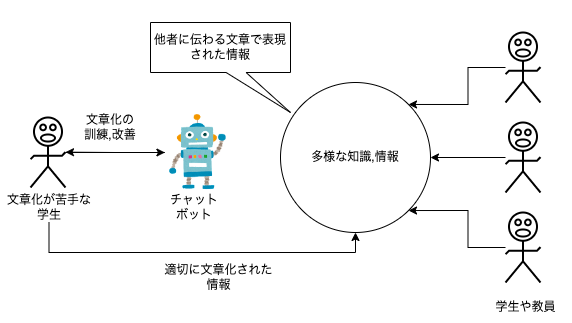 他者に伝わる文章で表現
された情報
文章化の
訓練,改善
多様な知識,情報
文章化が苦手な
学生
チャット
ボット
適切に文章化された
情報
学生や教員